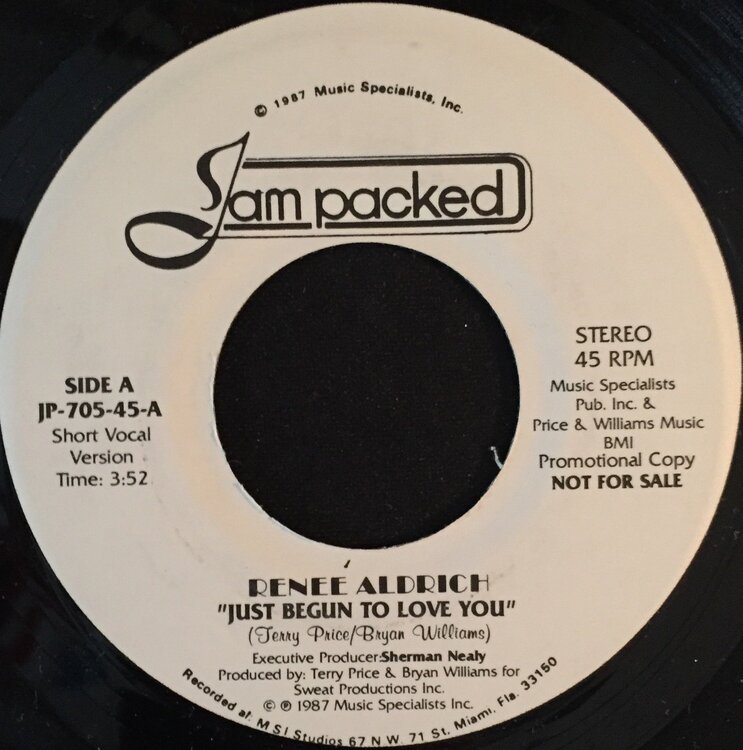 © 1987 Music Specialists, Inc.
Jam packed
SIDE A
JP-705-45-A
Short Vocal
Version
Time: 3:52
STEREO
45 RPM
Music Specialists
Pub. Inc. &
Price & Williams Music
BMI
Promotional Copy
NOT FOR SALE
RENEE ALDRICH
"JUST BEGUN TO LOVE YOU"
(Terry Price/Bryan Williams)
Executive Producer:Sherman Nealy
Produced by: Terry Price & Bryan Williams for
Sweat Productions Inc.
© ℗ 1987 Music Specialists Inc.
Recorded at: M S I Studios 67 N W. 71 St. Miami, Fla. 33150